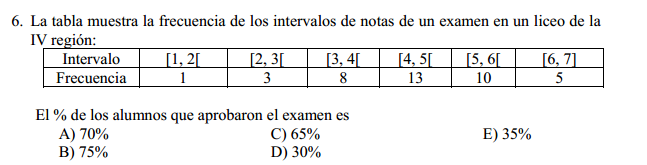 6. La tabla muestra la frecuencia de los intervalos de notas de un examen en un liceo de la
IV región:
Intervalo [1, 2[ [2, 3[ [3, 4[ [4, 5[ [5, 6[ [6, 7]
Frecuencia 1 3 8 13 10 5
El % de los alumnos que aprobaron el examen es
A) 70% C) 65% E) 35%
B) 75% D) 30%